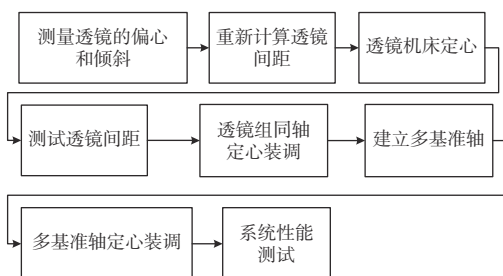 测量透镜的偏心
和倾斜
重新计算透镜
间距
透镜机床定心
测试透镜间距
透镜组同轴
定心装调
建立多基准轴
多基准轴定心装调
系统性能
测试